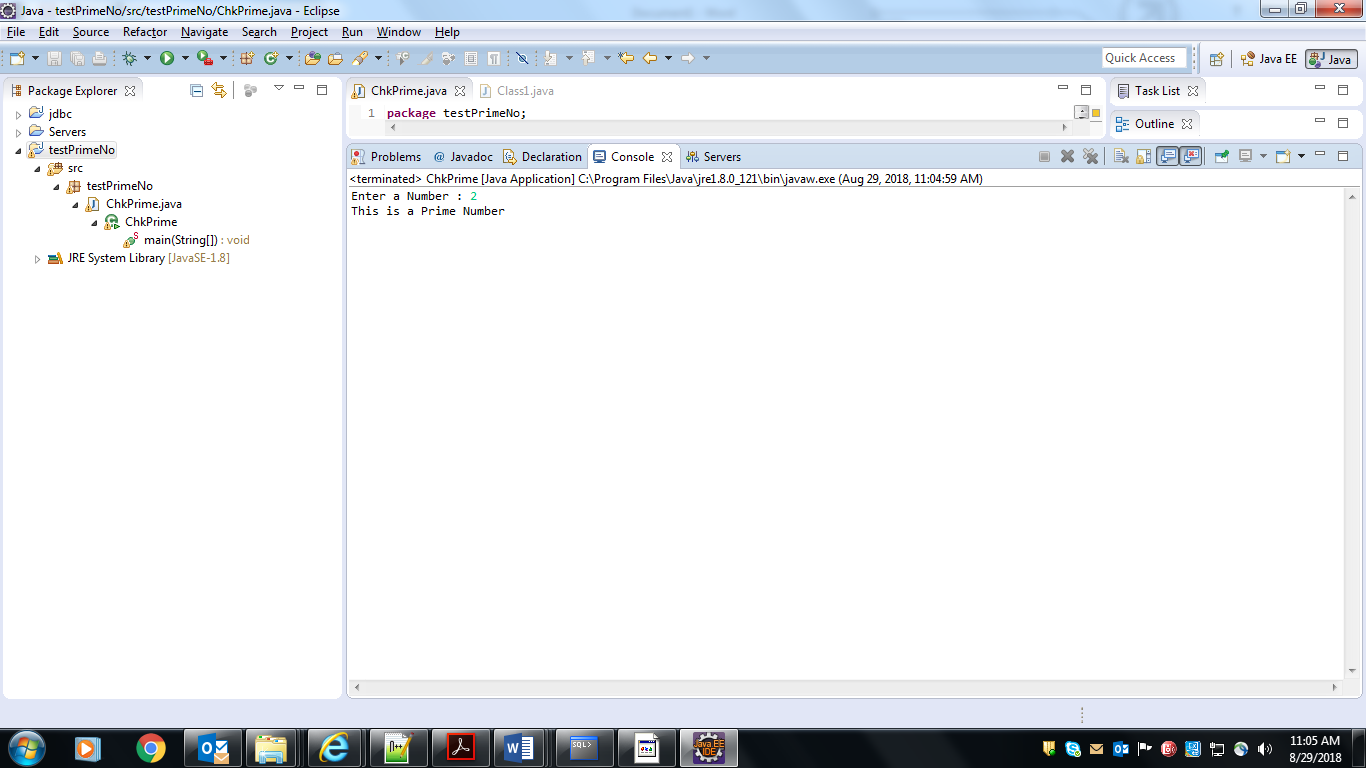 Java - testPrimeNo/src/testPrimeNo/ChkPrime.java - Eclipse
File Edit Source Refactor Navigate Search Project Run Window Help
Quick Access Java EE Java
Package Explorer
jdbc
Servers
testPrimeNo
src
testPrimeNo
ChkPrime.java
ChkPrime
main(String[]) : void
JRE System Library [JavaSE-1.8]
ChkPrime.java Class1.java
1 package testPrimeNo;
Task List
Outline
Problems @ Javadoc Declaration Console Servers
<terminated> ChkPrime [Java Application] C:\Program Files\Java\jre1.8.0_121\bin\javaw.exe (Aug 29, 2018, 11:04:59 AM)
Enter a Number : 2
This is a Prime Number
SQL>
Java EE
IDE
11:05 AM
8/29/2018